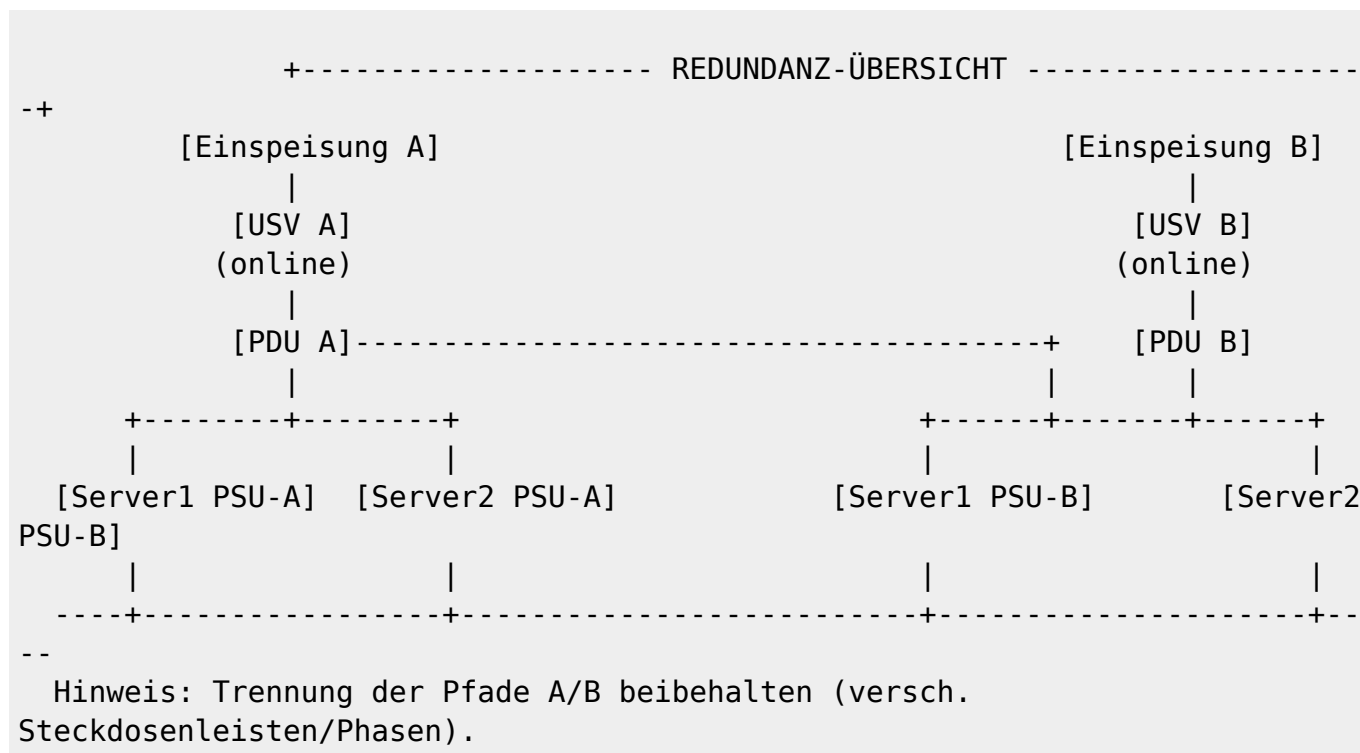 +-------------------- REDUNDANZ-ÜBERSICHT -------------------
-+
[Einspeisung A] [Einspeisung B]
| |
[USV A] [USV B]
(online) (online)
| |
[PDU A]---------------------------------------+ [PDU B]
| | |
+--------+--------+ +------+-------+------+
| | | |
[Server1 PSU-A] [Server2 PSU-A] [Server1 PSU-B] [Server2
PSU-B]
| | | |
----+-----------------+--------------------------+---------------------+--
--
Hinweis: Trennung der Pfade A/B beibehalten (versch.
Steckdosenleisten/Phasen).